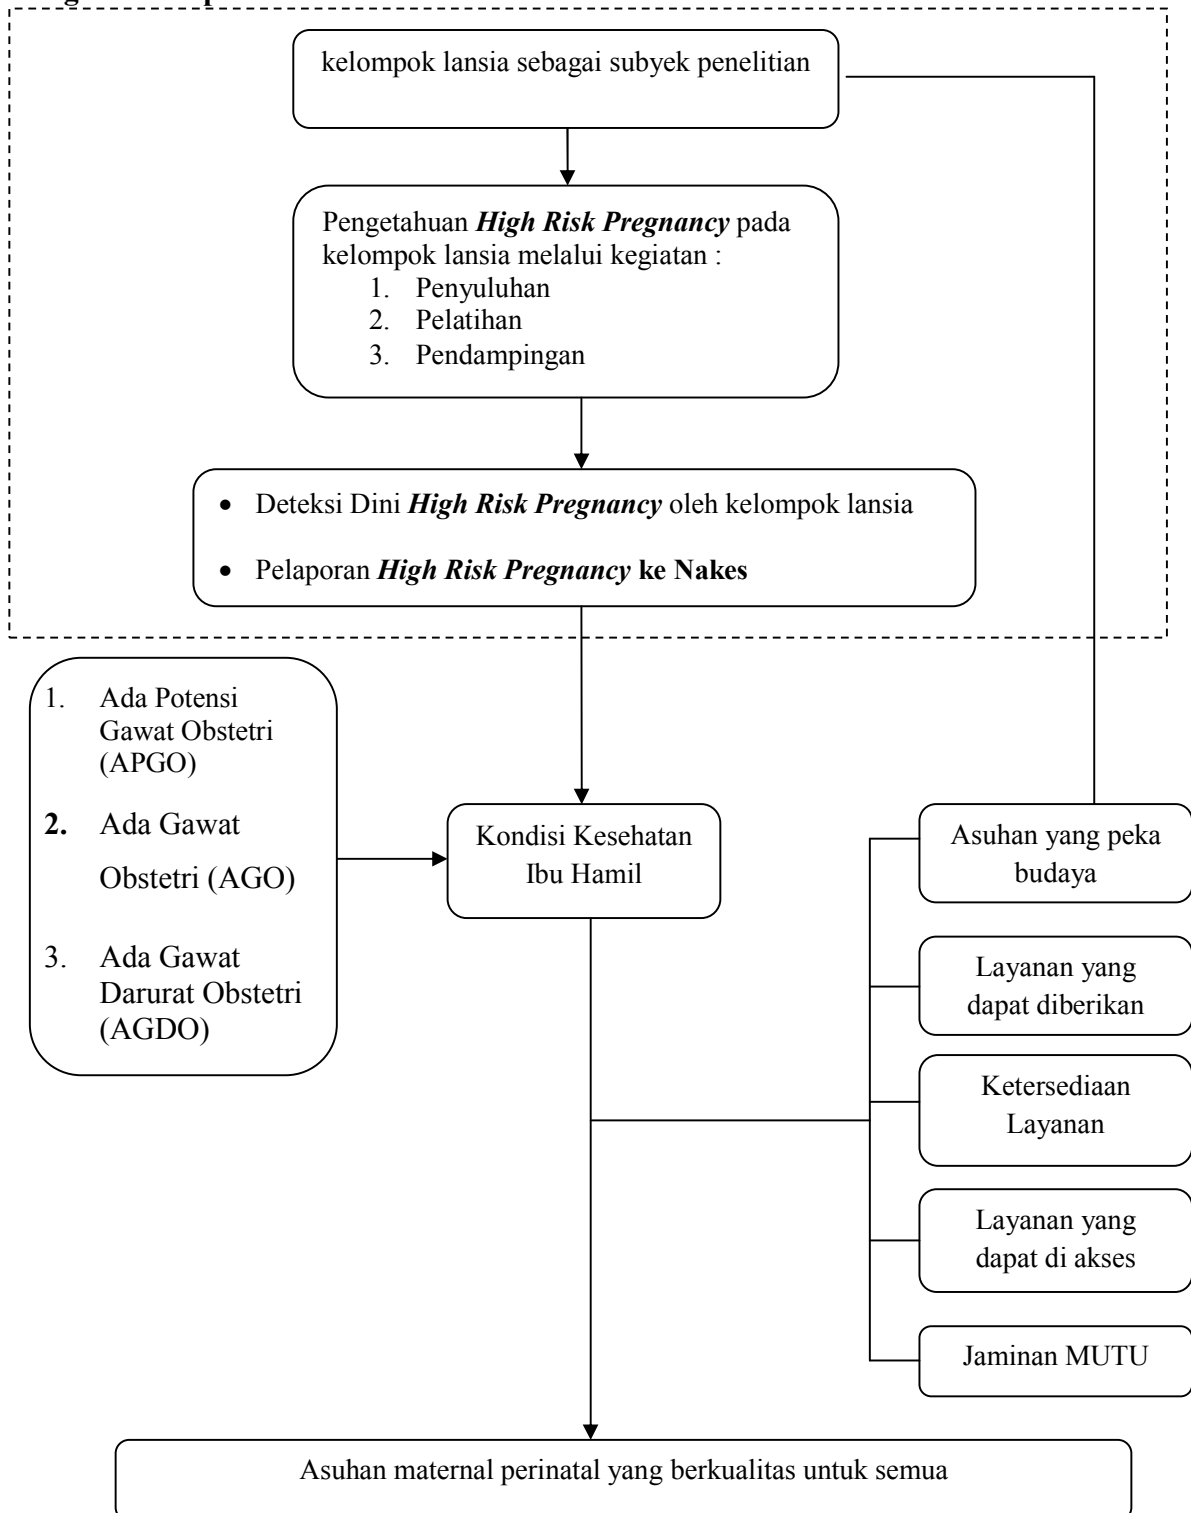 kelompok lansia sebagai subyek penelitian
Pengetahuan High Risk Pregnancy pada
kelompok lansia melalui kegiatan :
1. Penyuluhan
2. Pelatihan
3. Pendampingan
• Deteksi Dini High Risk Pregnancy oleh kelompok lansia
• Pelaporan High Risk Pregnancy ke Nakes
1. Ada Potensi
Gawat Obstetri
(APGO)
2. Ada Gawat
Obstetri (AGO)
3. Ada Gawat
Darurat Obstetri
(AGDO)
Kondisi Kesehatan
Ibu Hamil
Asuhan yang peka
budaya
Layanan yang
dapat diberikan
Ketersediaan
Layanan
Layanan yang
dapat di akses
Jaminan MUTU
Asuhan maternal perinatal yang berkualitas untuk semua